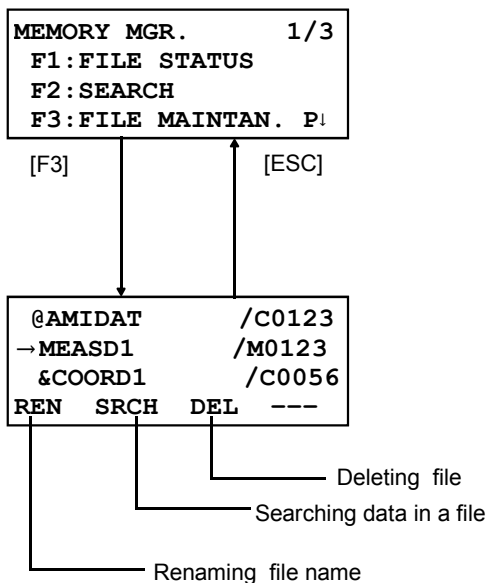 MEMORY MGR. 1/3
F1:FILE STATUS
F2:SEARCH
F3:FILE MAINTAN. P↓
[F3] [ESC]
@AMIDAT /C0123
→MEASD1 /M0123
&COORD1 /C0056
REN SRCH DEL ---
Deleting file
Searching data in a file
Renaming file name